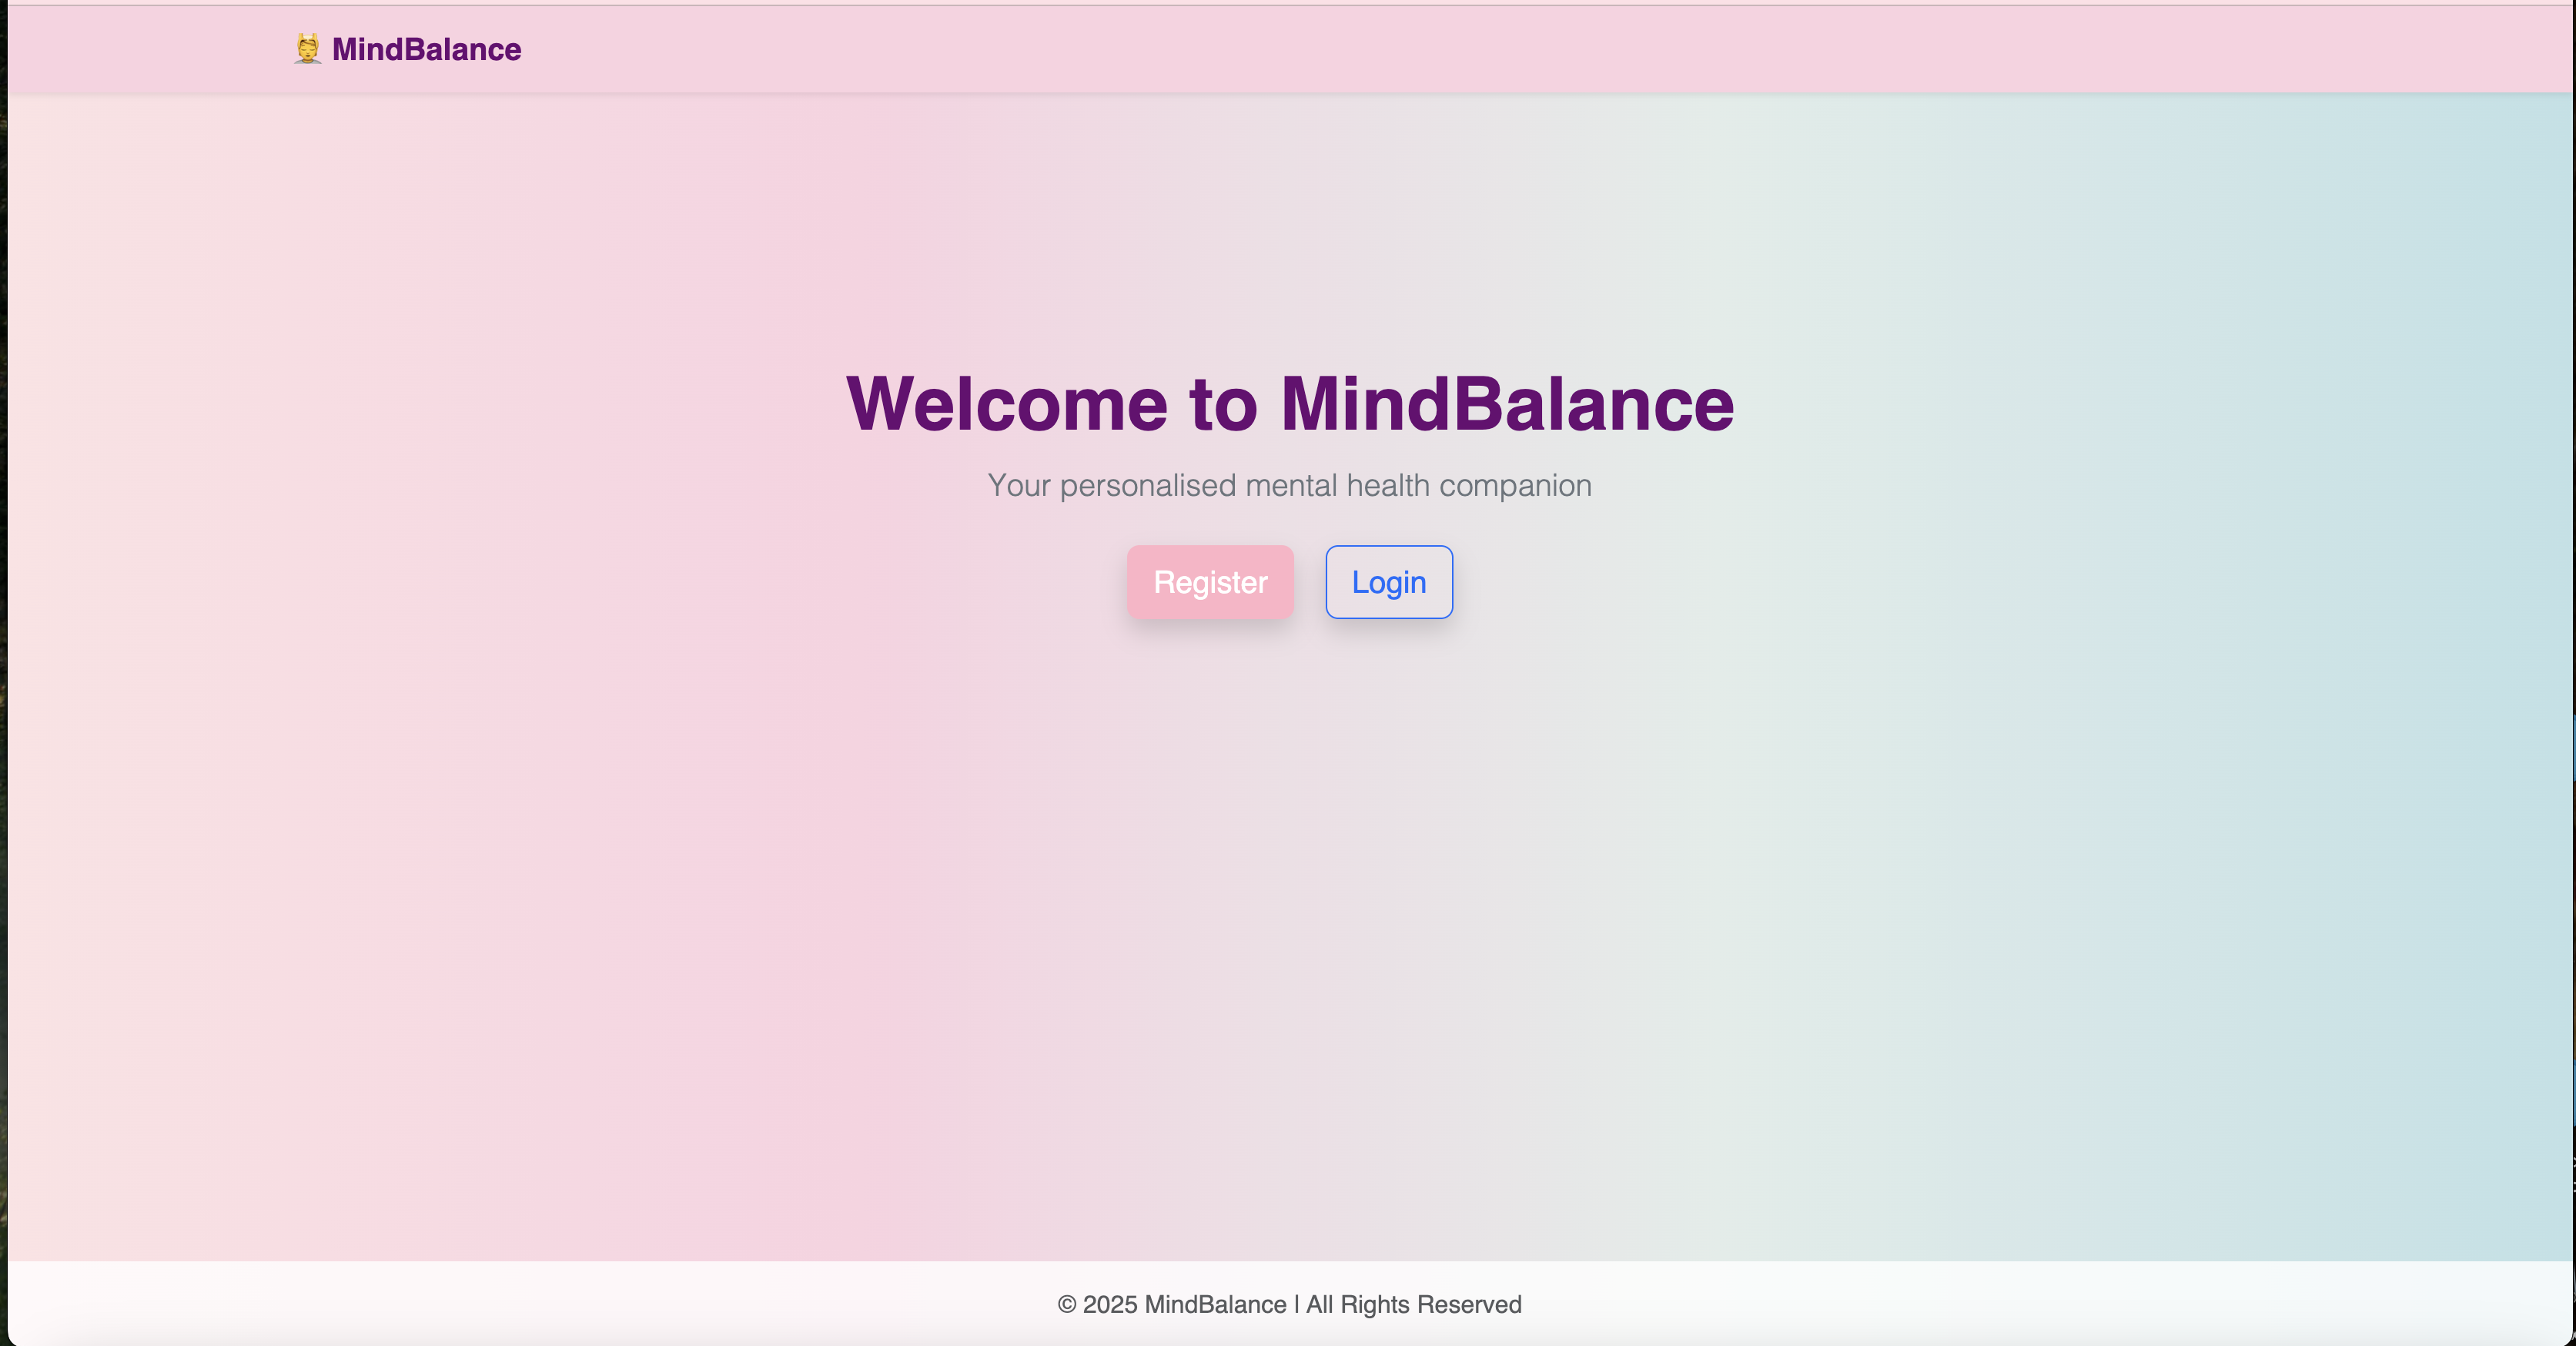 MindBalance
Welcome to MindBalance
Your personalised mental health companion
Register
Login
© 2025 MindBalance | All Rights Reserved